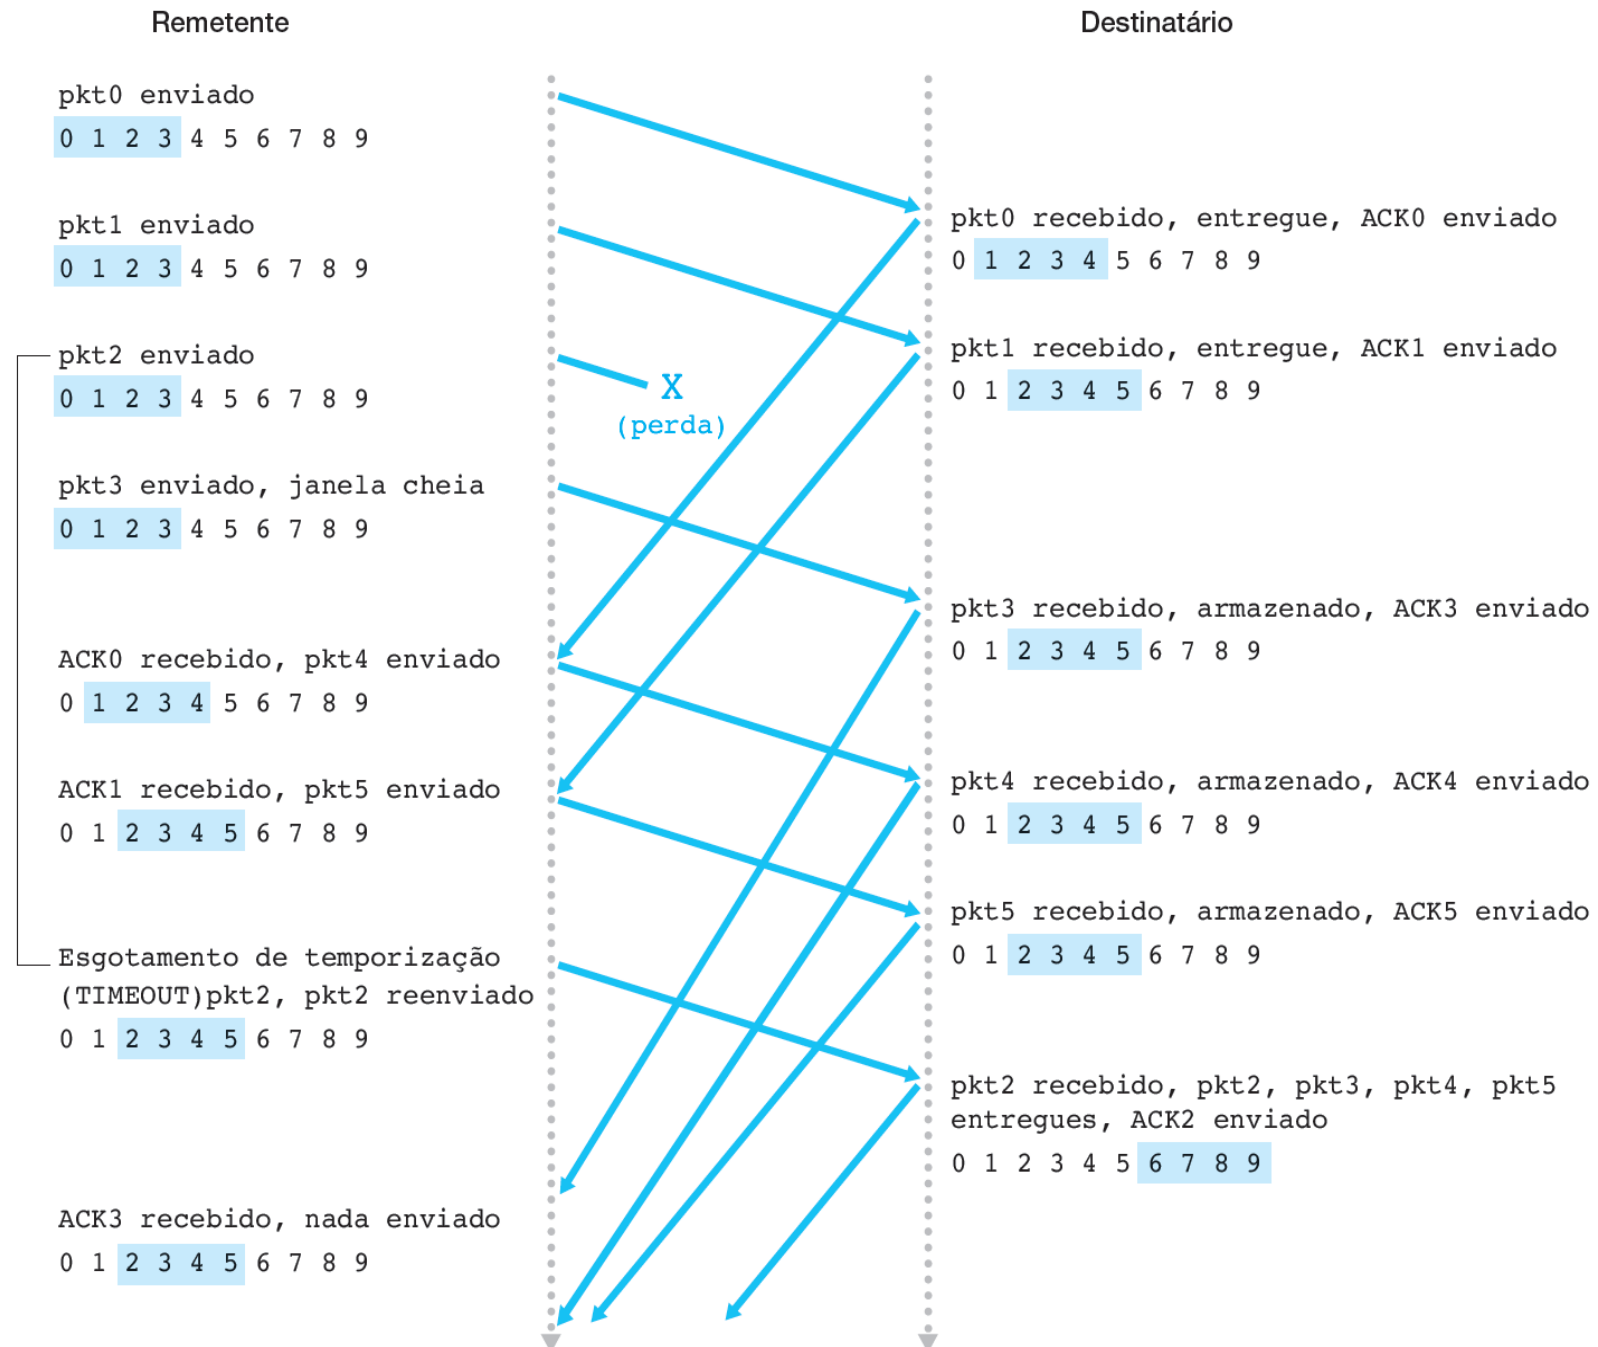 Remetente
Destinatário
pkt0 enviado
0 1 2 3 4 5 6 7 8 9
pkt0 recebido, entregue, ACK0 enviado
0 1 2 3 4 5 6 7 8 9
pkt1 enviado
0 1 2 3 4 5 6 7 8 9
pkt1 recebido, entregue, ACK1 enviado
0 1 2 3 4 5 6 7 8 9
pkt2 enviado
0 1 2 3 4 5 6 7 8 9
X
(perda)
pkt3 enviado, janela cheia
0 1 2 3 4 5 6 7 8 9
pkt3 recebido, armazenado, ACK3 enviado
0 1 2 3 4 5 6 7 8 9
ACK0 recebido, pkt4 enviado
0 1 2 3 4 5 6 7 8 9
pkt4 recebido, armazenado, ACK4 enviado
0 1 2 3 4 5 6 7 8 9
ACK1 recebido, pkt5 enviado
0 1 2 3 4 5 6 7 8 9
pkt5 recebido, armazenado, ACK5 enviado
0 1 2 3 4 5 6 7 8 9
Esgotamento de temporização
(TIMEOUT)pkt2, pkt2 reenviado
0 1 2 3 4 5 6 7 8 9
pkt2 recebido, pkt2, pkt3, pkt4, pkt5
entregues, ACK2 enviado
0 1 2 3 4 5 6 7 8 9
ACK3 recebido, nada enviado
0 1 2 3 4 5 6 7 8 9